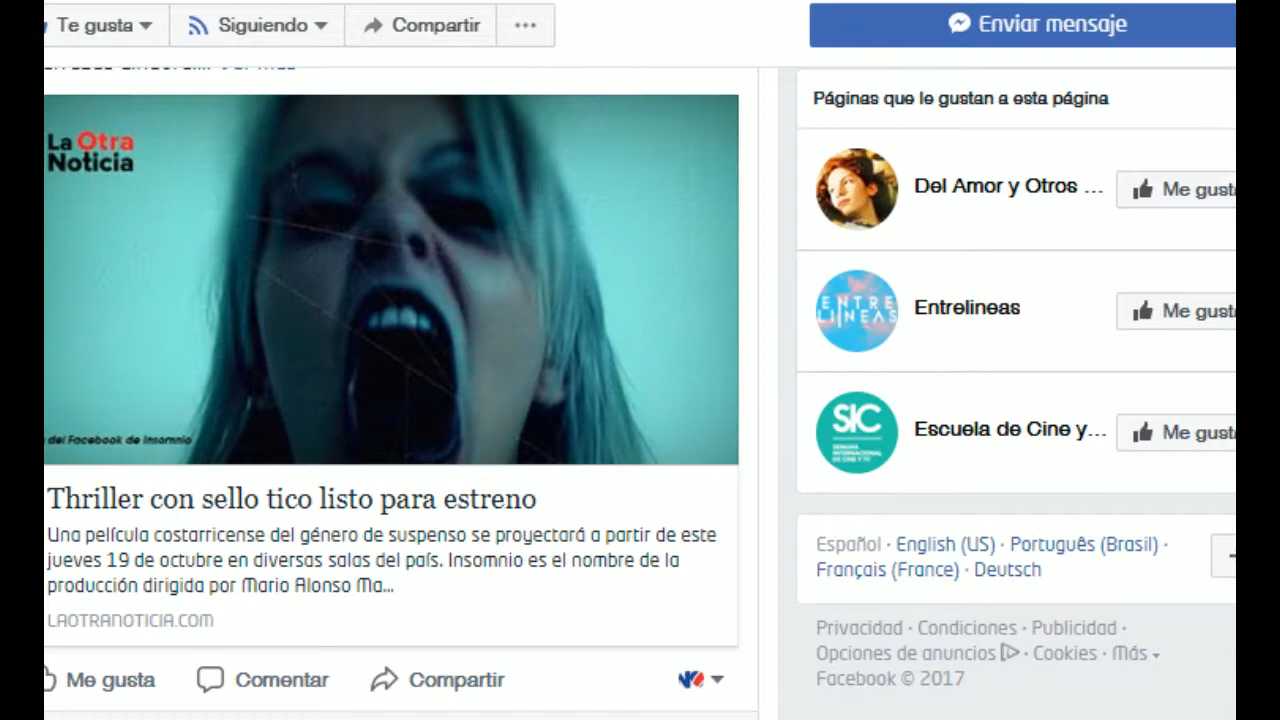 Te gusta
Siguiendo
Compartir
Enviar mensaje
La Otra
Noticia
del Facebook de Insomnio
Thriller con sello tico listo para estreno
Una película costarricense del género de suspenso se proyectará a partir de este
jueves 19 de octubre en diversas salas del país. Insomnio es el nombre de la
producción dirigida por Mario Alonso Ma...
LAOTRANOTICIA.COM
Me gusta
Comentar
Compartir
Páginas que le gustan a esta página
Del Amor y Otros ...
Me gust
ENTRE
LINEAS
Entrelineas
Me gust
SIC
SEMANA
INTERNACIONAL
DE CINE Y TV
Escuela de Cine y...
Me gust
Español · English (US) · Português (Brasil) ·
Français (France) · Deutsch
Privacidad · Condiciones · Publicidad ·
Opciones de anuncios · Cookies · Más
Facebook © 2017